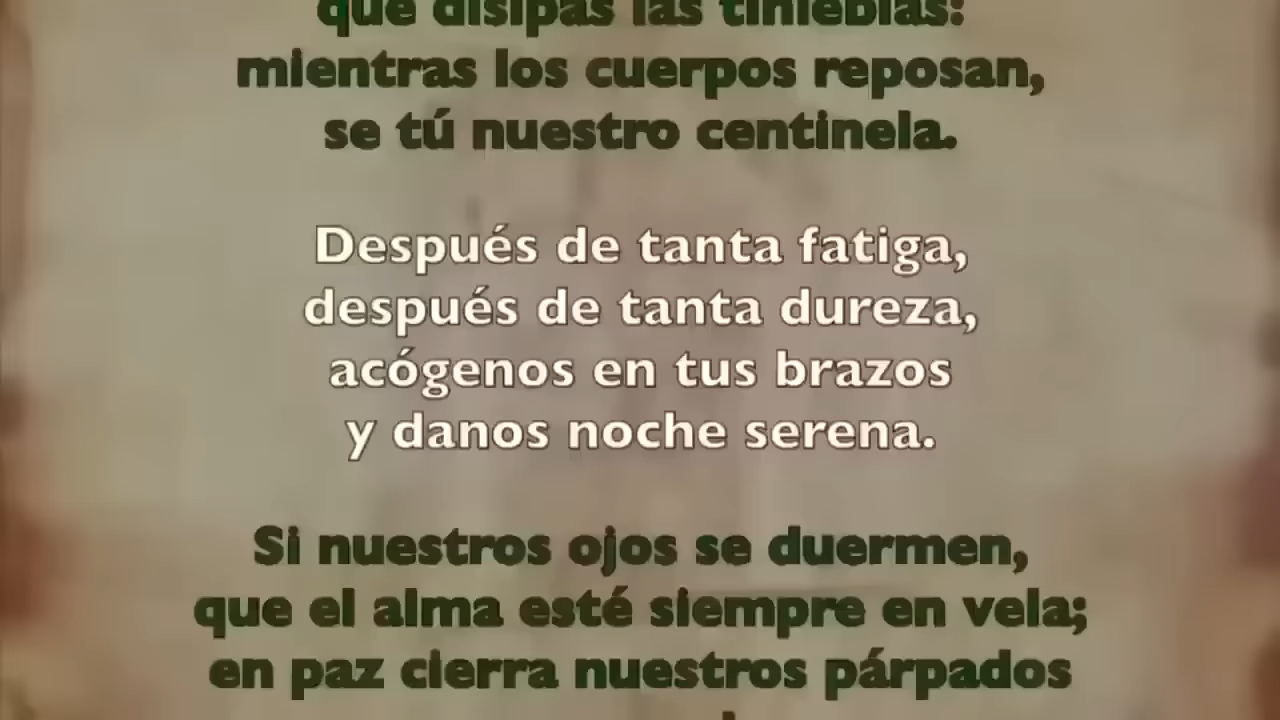 que disipas las tinieblas:
mientras los cuerpos reposan,
se tú nuestro centinela.
Después de tanta fatiga,
después de tanta dureza,
acógenos en tus brazos
y danos noche serena.
Si nuestros ojos se duermen,
que el alma esté siempre en vela;
en paz cierra nuestros párpados